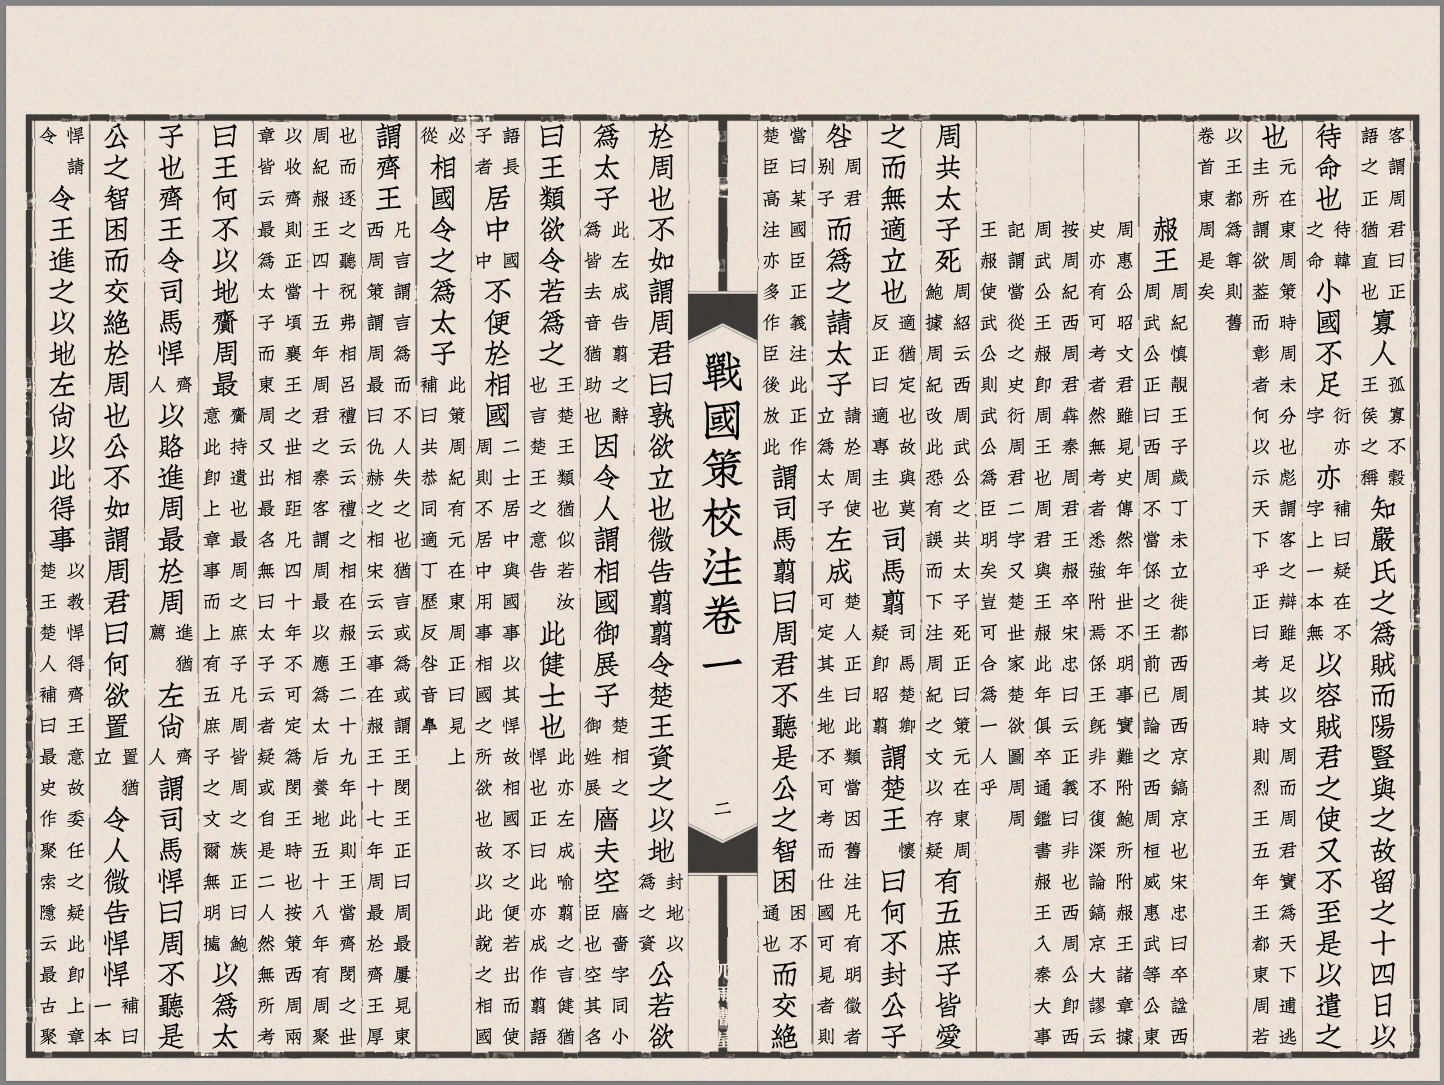 客謂周君曰正語之正猶直也寡人孤寡不穀王侯之稱知嚴氏之爲賊而陽豎與之故留之十四日以
待命也待韓之命小國不足衍亦字亦補曰疑在不字上一本無以容賊君之使又不至是以遣之
也元在東周策時周未分也彪謂客之辯雖足以文周而周君實爲天下逋逃主所謂欲葢而彰者何以示天下乎正曰考其時則烈王五年王都東周若
以王都爲尊則舊卷首東周是矣
赧王周紀慎靚王子歲丁未立徙都西周西京鎬京也宋忠曰卒諡西周武公正曰西周不當係之王前已論之西周桓威惠武等公東
周惠公昭文君雖見史傳然年世不明事實難附鮑所附赧王諸章據史亦有可考者然無考者悉強附焉係王旣非不復深論鎬京大謬云
按周紀西周君犇秦周君王赧卒宋忠曰云正義曰非也西周公卽西周武公王赧卽周王也周君與王赧此年俱卒通鑑書赧王入秦大事
記謂當從之史衍周君二字又楚世家楚欲圖周周王赧使武公則武公爲臣明矣豈可合爲一人乎
周共太子死周紹云西周武公之共太子死正曰策元在東周鮑據周紀改此恐有誤而下注周紀之文以存疑有五庶子皆愛
之而無適立也適猶定也故與莫反正曰適專主也司馬翦司馬楚卿疑卽昭翦謂楚王懷曰何不封公子
咎周君别子而爲之請太子請於周使立爲太子左成楚人正曰此類當因舊注凡有明徵者可定其生地不可考而仕國可見者則
當曰某國臣正義注此正作楚臣高注亦多作臣後放此謂司馬翦曰周君不聽是公之智困困不通也而交絶
戰國策校注卷一 二
於周也不如謂周君曰孰欲立也微告翦翦令楚王資之以地封地以爲之資公若欲
爲太子此左成告翦之辭爲皆去音猶助也因令人謂相國御展子楚相之御姓展廧夫空廧嗇字同小臣也空其名
曰王類欲令若爲之王楚王類猶似若汝也言楚王之意告此健士也此亦左成喻翦之言健猶悍也正曰此亦成作翦語
語長子者居中國中不便於相國二士居中與國事以其悍故相國不之便若出而使周則不居中用事相國之所欲也故以此說之相國
必從相國令之爲太子此策周紀有元在東周正曰見上補曰共恭同適丁歷反咎音皐
謂齊王凡言謂言爲而不人失之也猶言或爲或謂王閔王正曰周最屢見東西周策謂周最曰仇赫之相宋云云事在赧王十七年周最於齊王厚
也而逐之聽祝弗相呂禮云云禮之相在赧王二十九年此則王當齊閔之世周紀赧王四十五年周君之秦客謂周最以應爲太后養地五十八年有周聚
以收齊則正當頃襄王之世相距凡四十年不可定爲閔王時也按策西周兩章皆云最爲太子而東周又出最名無曰太子云者疑或自是二人然無所考
曰王何不以地齎周最齎持遺也最周之庶子凡周皆周之族正曰鮑意此卽上章事而上有五庶子之文爾無明據以爲太
子也齊王令司馬悍齊人以賂進周最於周進猶薦左尙齊人謂司馬悍曰周不聽是
公之智困而交絶於周也公不如謂周君曰何欲置置猶立令人微告悍悍補曰一本
悍請令令王進之以地左尙以此得事以教悍得齊王意故委任之疑此卽上章楚王楚人補曰最史作聚索隱云最古聚